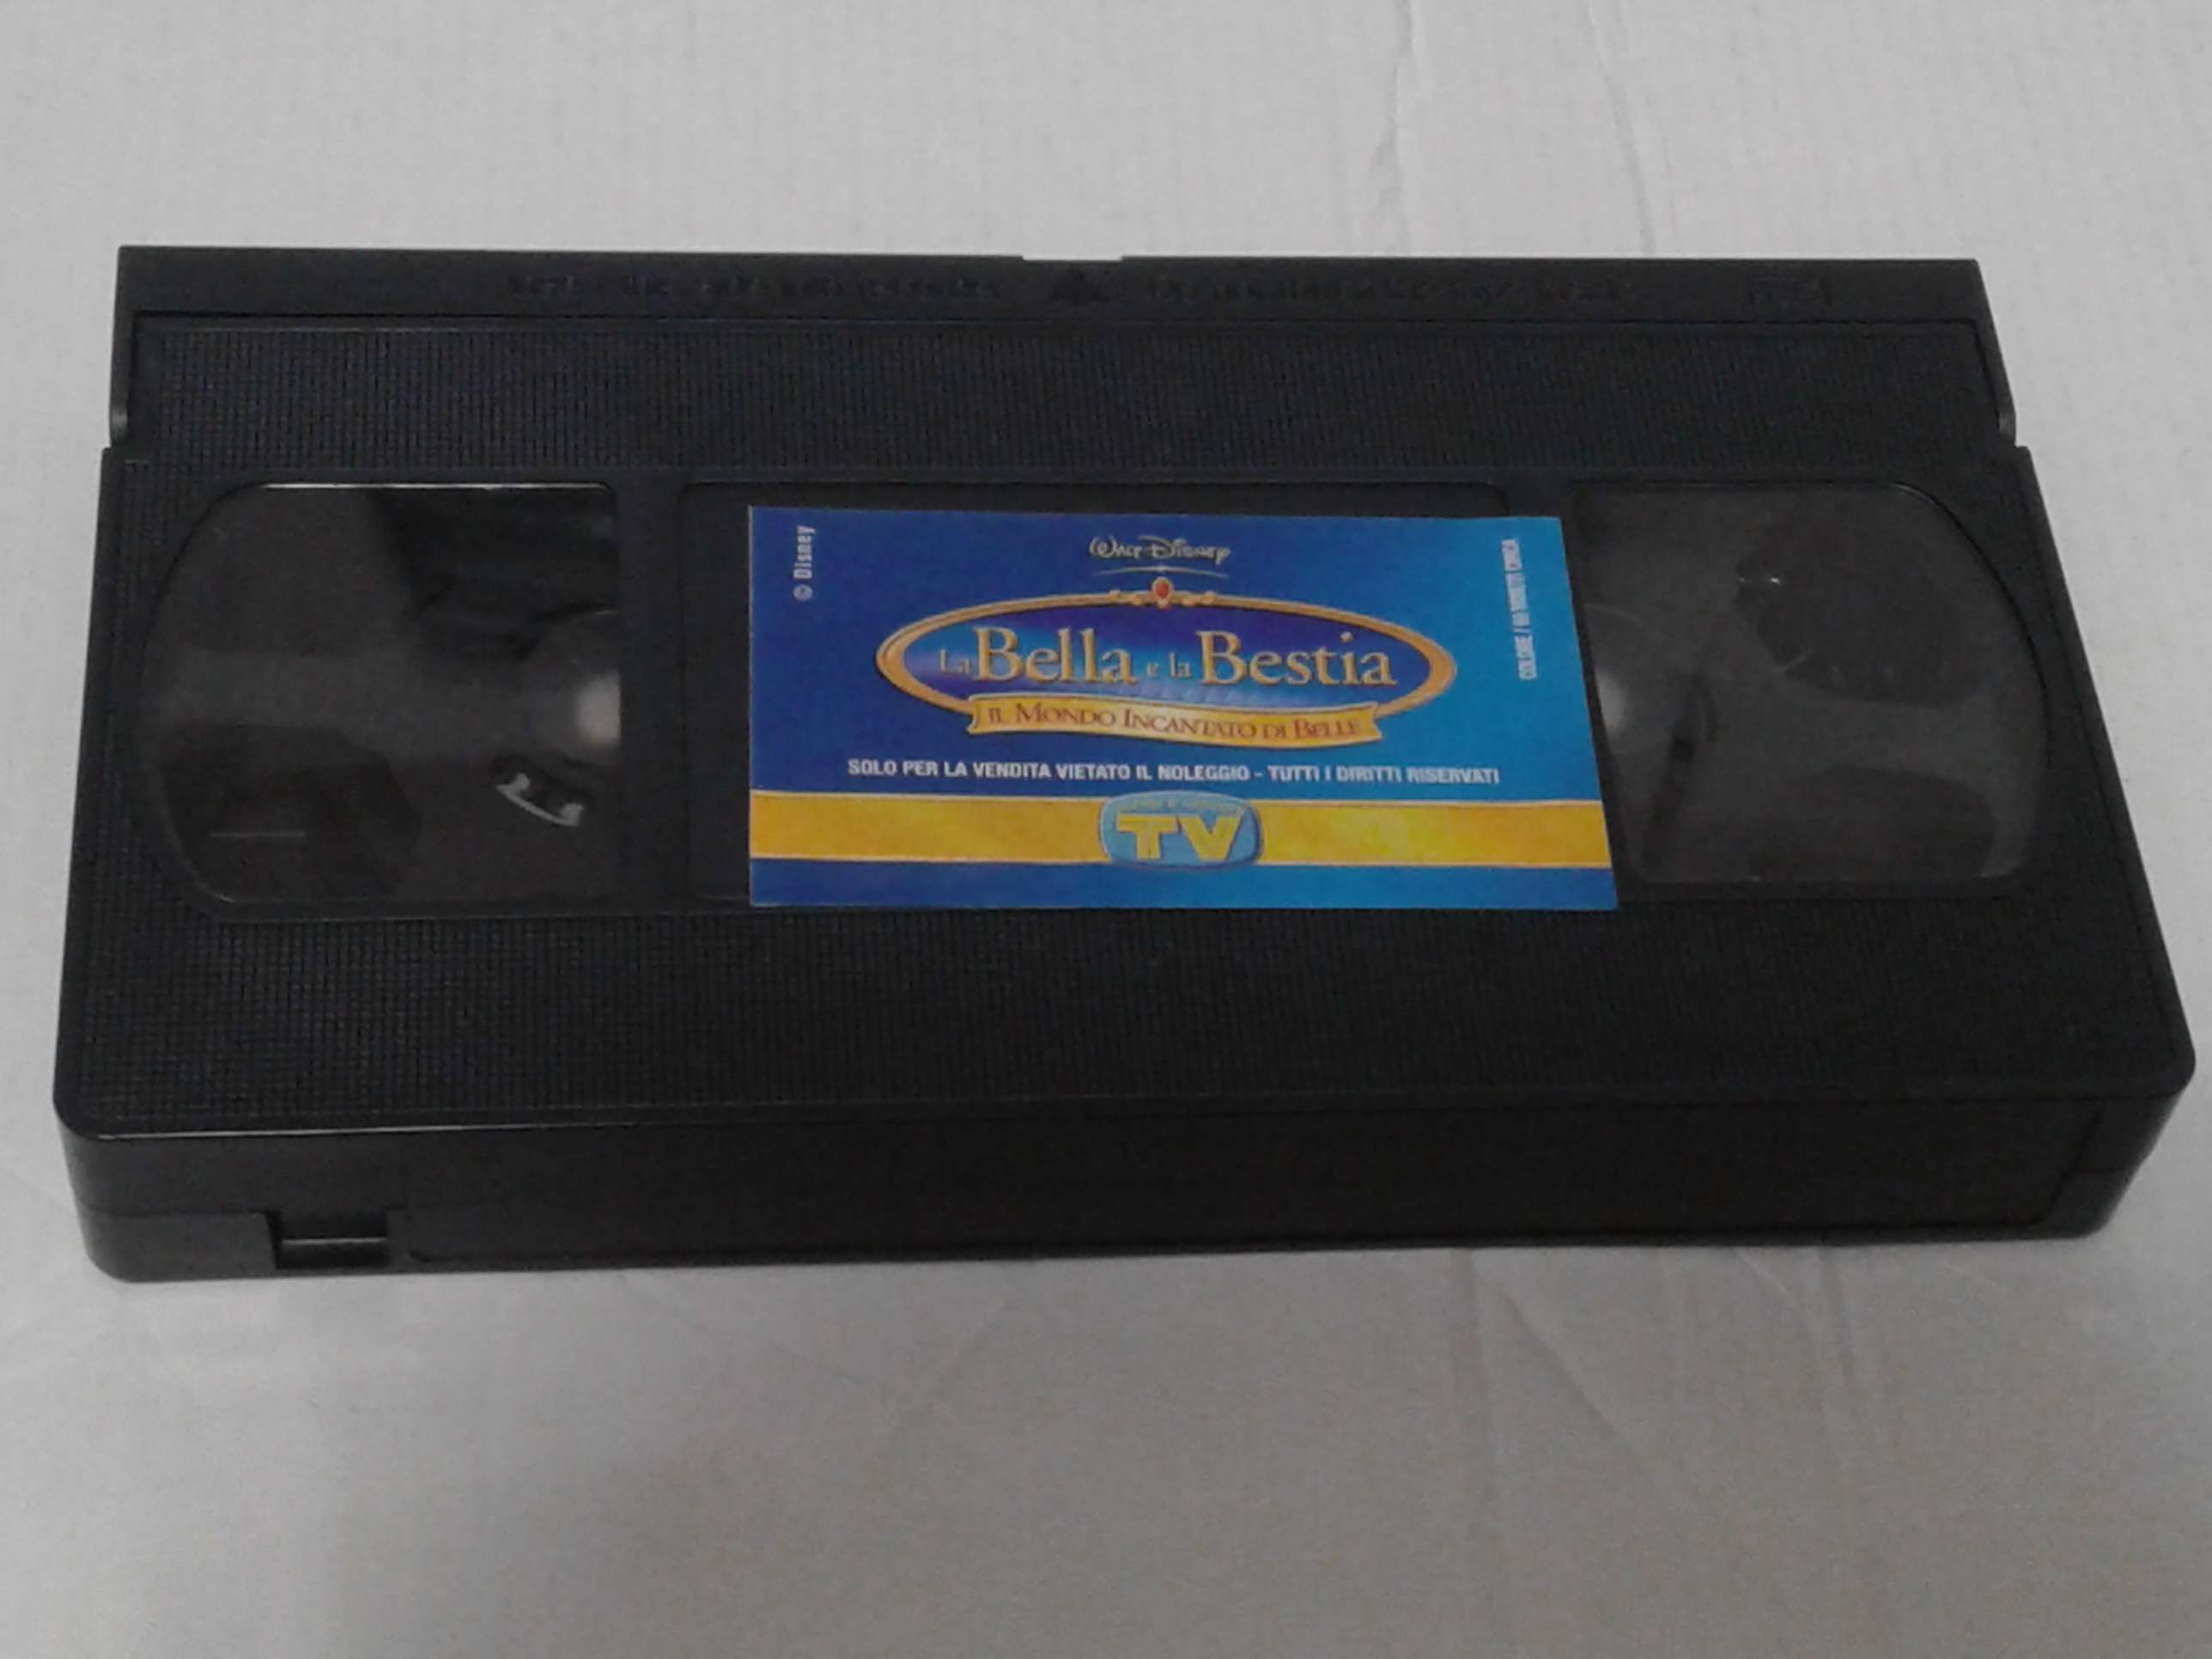 © Disney
WALT DISNEY
La Bella e la Bestia
IL MONDO INCANTATO DI BELLE
SOLO PER LA VENDITA VIETATO IL NOLEGGIO - TUTTI I DIRITTI RISERVATI
TV
COLORE /